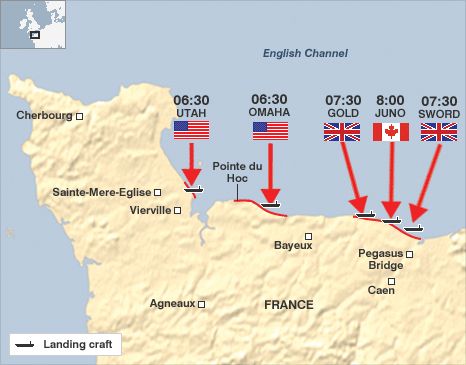 English Channel
06:30
UTAH
06:30
OMAHA
07:30
GOLD
8:00
JUNO
07:30
SWORD
Cherbourg
Pointe du
Hoc
Sainte-Mere-Eglise
Vierville
Bayeux
Pegasus
Bridge
Caen
Agneaux
FRANCE
Landing craft